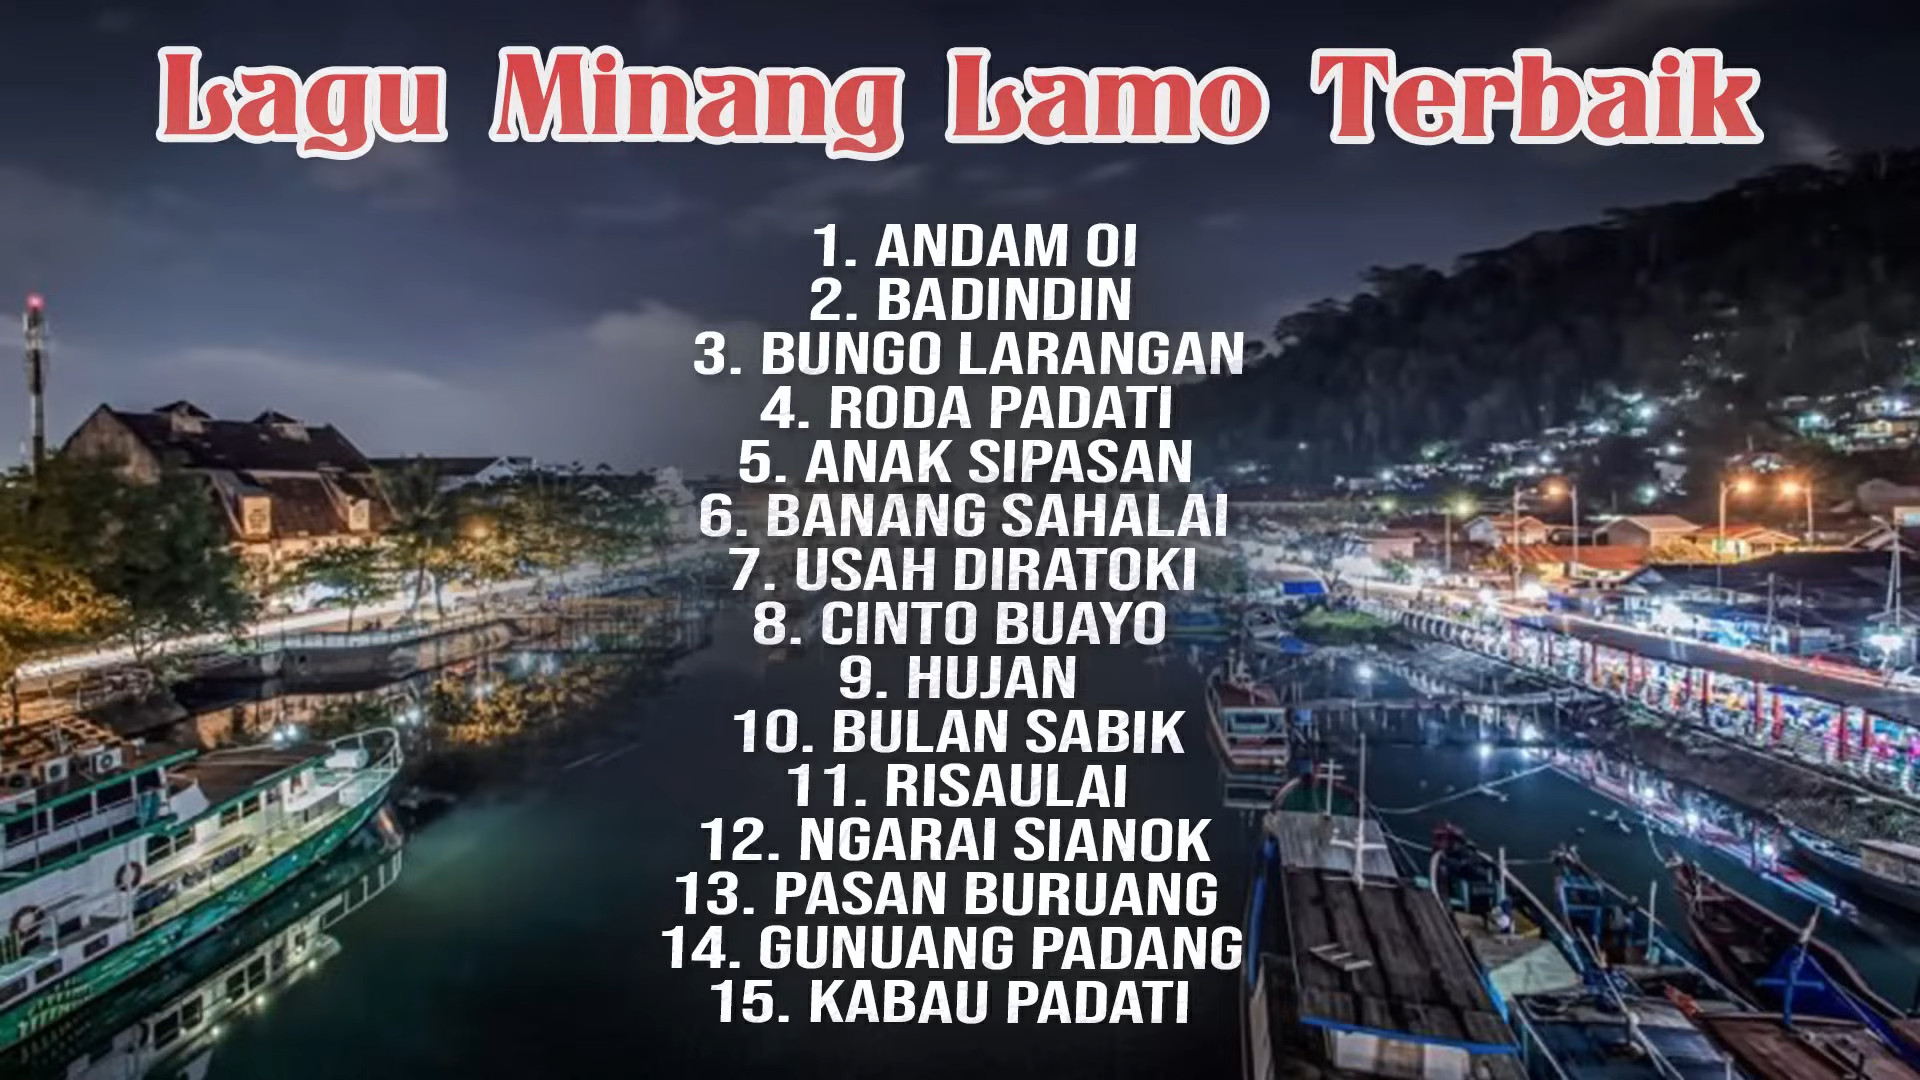 Lagu Minang Lamo Terbaik
1. ANDAM OI
2. BADINDIN
3. BUNGO LARANGAN
4. RODA PADATI
5. ANAK SIPASAN
6. BANANG SAHALAI
7. USAH DIRATOKI
8. CINTO BUAYO
9. HUJAN
10. BULAN SABIK
11. RISAULAI
12. NGARAI SIANOK
13. PASAN BURUANG
14. GUNUANG PADANG
15. KABAU PADATI